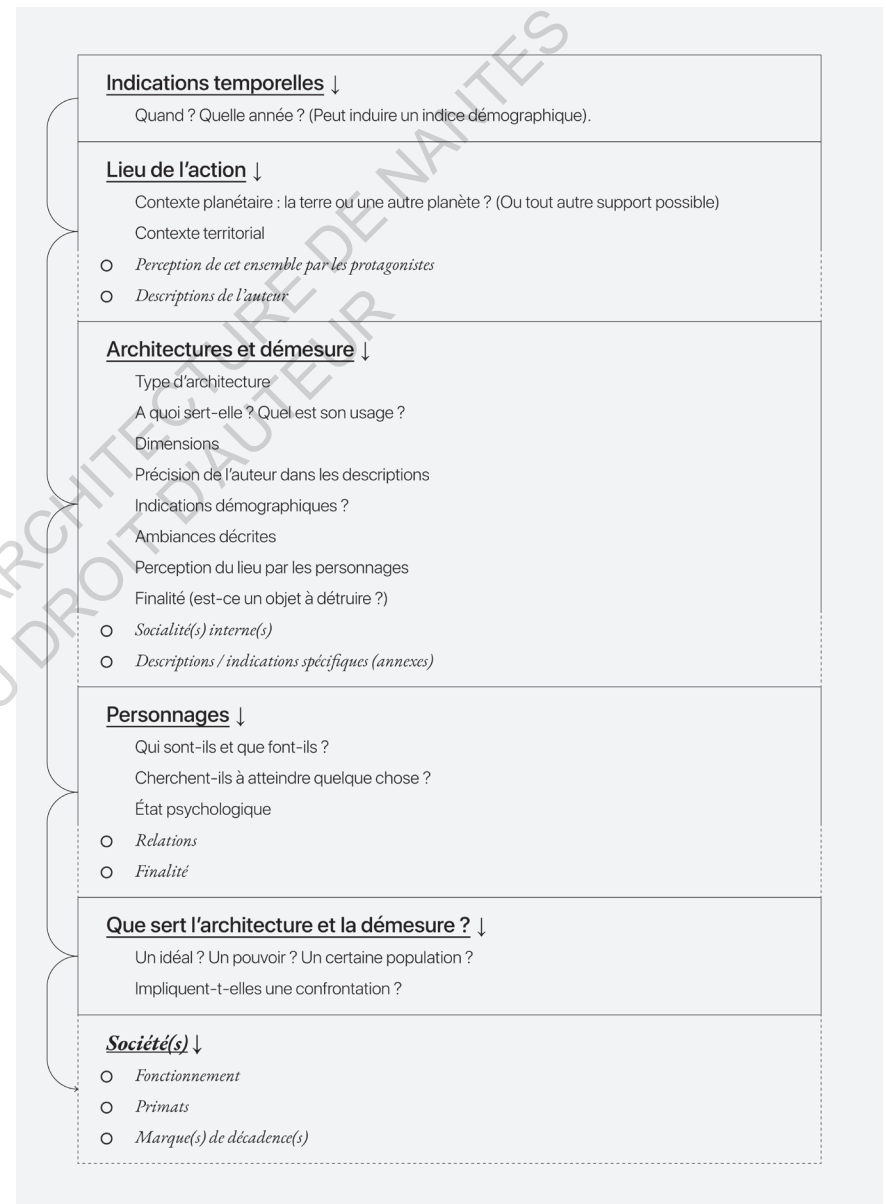 Indications temporelles ↓
Quand ? Quelle année ? (Peut induire un indice démographique).
Lieu de l'action ↓
Contexte planétaire : la terre ou une autre planète ? (Ou tout autre support possible)
Contexte territorial
Perception de cet ensemble par les protagonistes
Descriptions de l'auteur
Architectures et démesure ↓
Type d'architecture
A quoi sert-elle ? Quel est son usage ?
Dimensions
Précision de l'auteur dans les descriptions
Indications démographiques ?
Ambiances décrites
Perception du lieu par les personnages
Finalité (est-ce un objet à détruire ?)
Socialité(s) interne(s)
Descriptions / indications spécifiques (annexes)
Personnages ↓
Qui sont-ils et que font-ils ?
Cherchent-ils à atteindre quelque chose ?
État psychologique
Relations
Finalité
Que sert l'architecture et la démesure ? ↓
Un idéal ? Un pouvoir ? Un certaine population ?
Impliquent-t-elles une confrontation ?
Société(s) ↓
Fonctionnement
Primats
Marque(s) de décadence(s)
ARCHITECTURE DE NANTES
DROIT D'AUTEUR